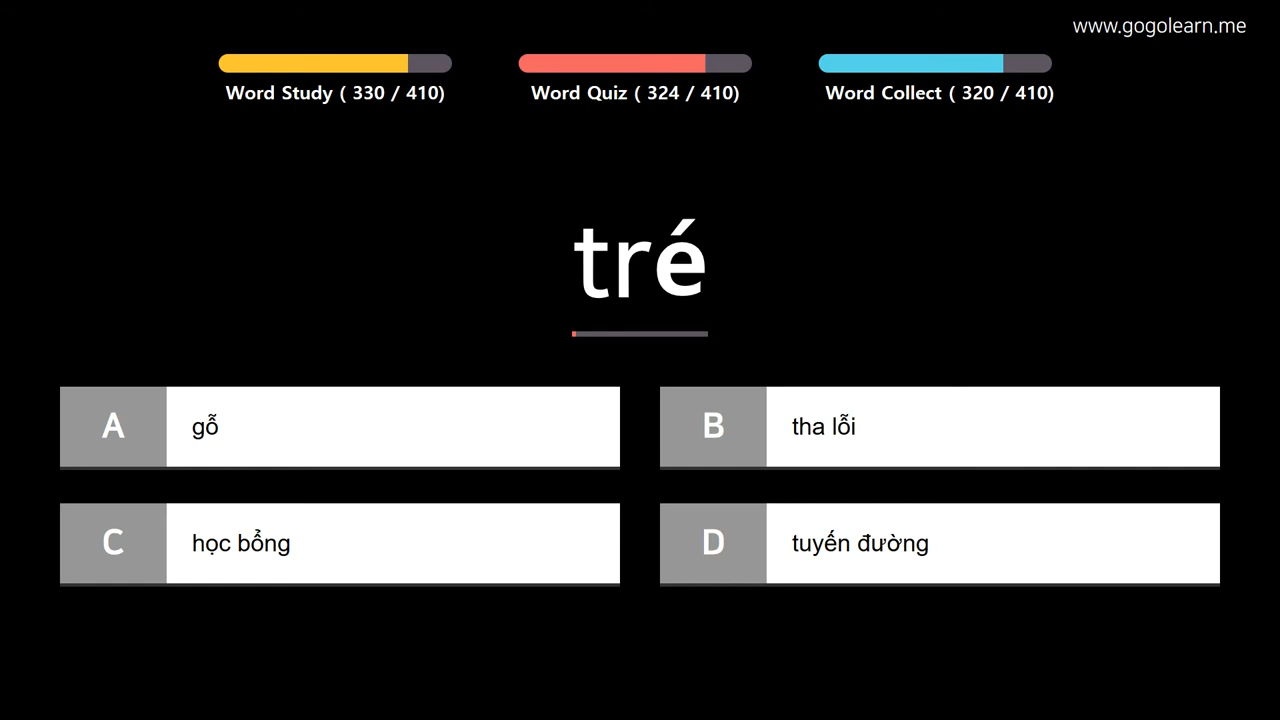 www.gogolearn.me
Word Study ( 330 / 410)
Word Quiz ( 324 / 410)
Word Collect ( 320 / 410)
tré
A
gỗ
B
tha lỗi
C
học bổng
D
tuyến đường